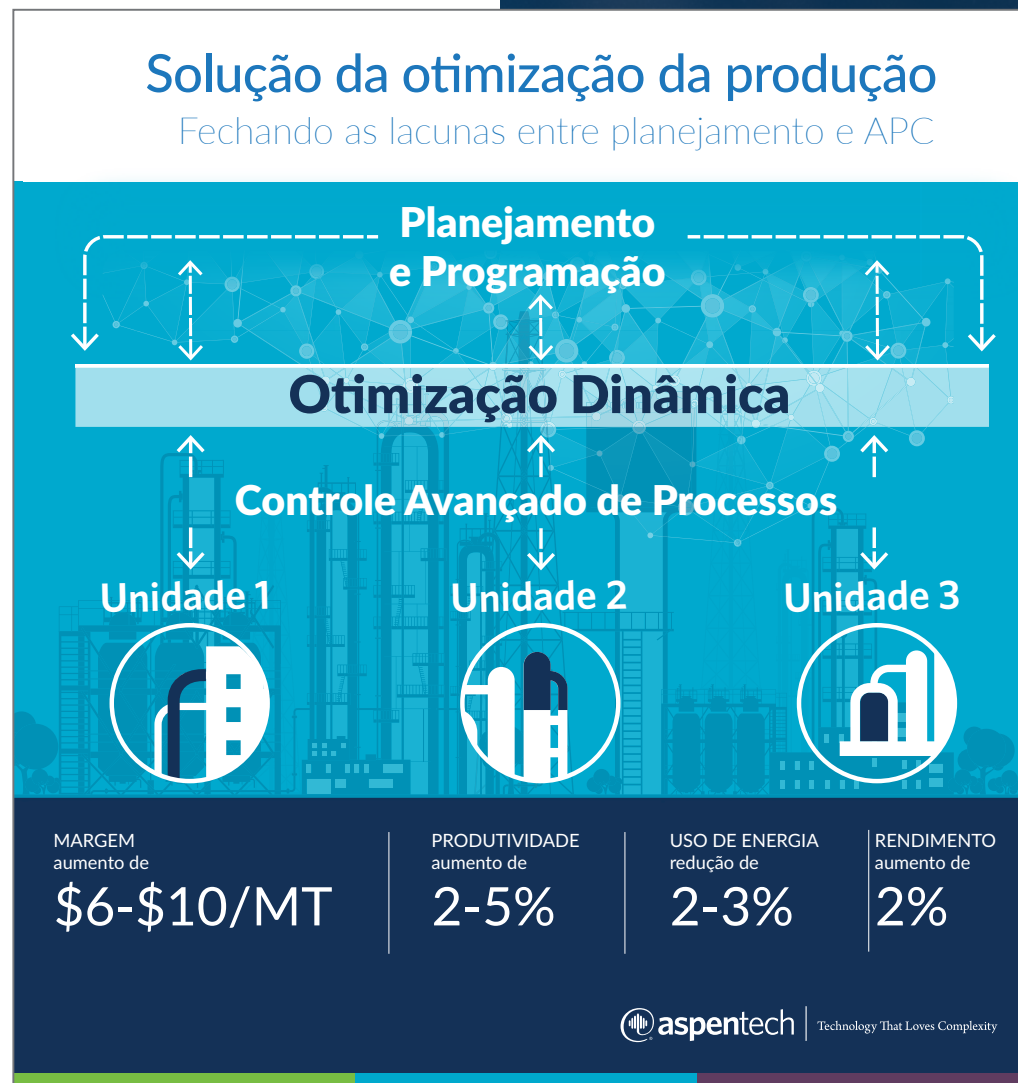 Solução da otimização da produção
Fechando as lacunas entre planejamento e APC
Planejamento
e Programação
Otimização Dinâmica
Controle Avançado de Processos
Unidade 1
Unidade 2
Unidade 3
MARGEM
aumento de
$6-$10/MT
PRODUTIVIDADE
aumento de
2-5%
USO DE ENERGIA
redução de
2-3%
RENDIMENTO
aumento de
2%
aspentech
Technology That Loves Complexity